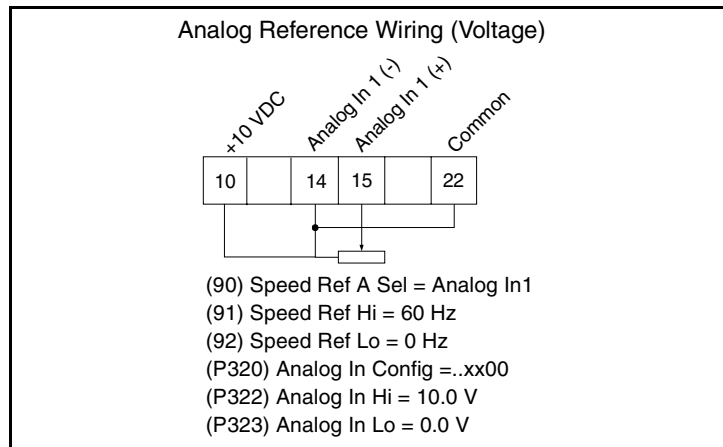 Analog Reference Wiring (Voltage)
+10 VDC
Analog In 1 (-)
Analog In 1 (+)
Common
10 14 15 22
(90) Speed Ref A Sel = Analog In1
(91) Speed Ref Hi = 60 Hz
(92) Speed Ref Lo = 0 Hz
(P320) Analog In Config =..xx00
(P322) Analog In Hi = 10.0 V
(P323) Analog In Lo = 0.0 V